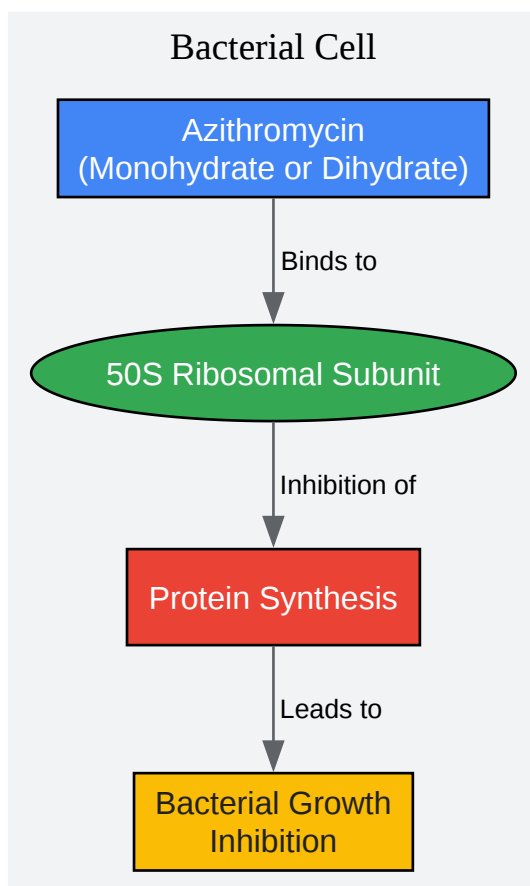 Bacterial Cell
Azithromycin
(Monohydrate or Dihydrate)
Binds to
50S Ribosomal Subunit
Inhibition of
Protein Synthesis
Leads to
Bacterial Growth
Inhibition